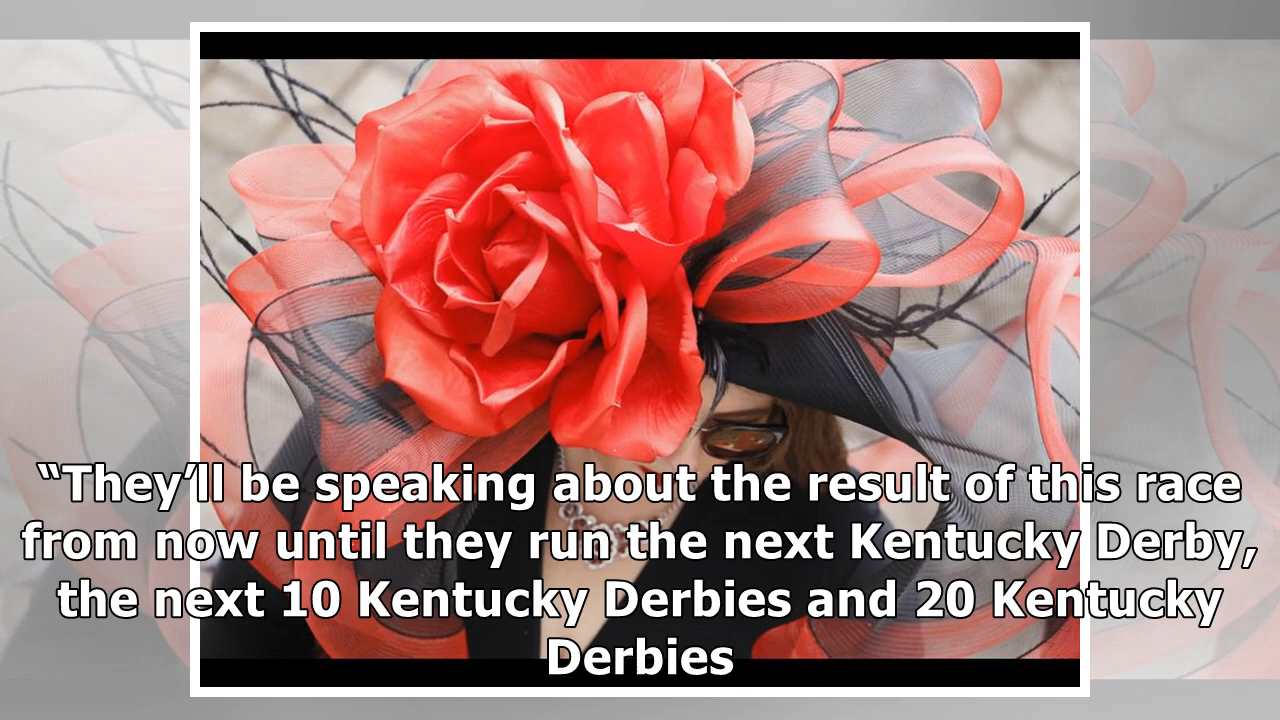 “They’ll be speaking about the result of this race
from now until they run the next Kentucky Derby,
the next 10 Kentucky Derbies and 20 Kentucky
Derbies